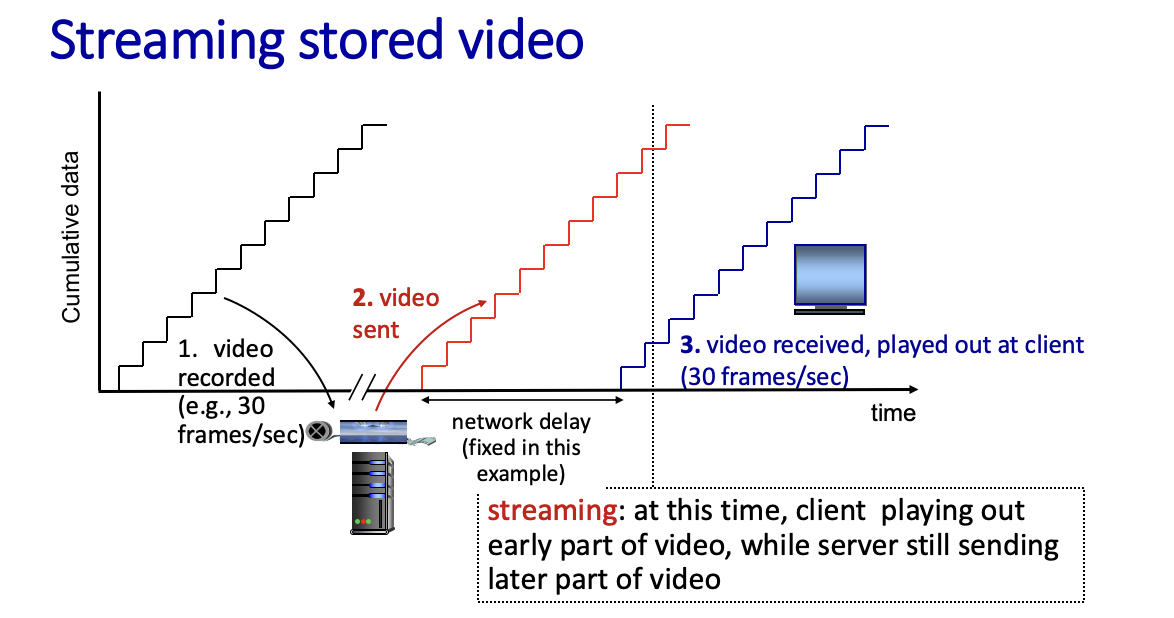 Streaming stored video
Cumulative data
1. video
recorded
(e.g., 30
frames/sec)
2. video
sent
3. video received, played out at client
(30 frames/sec)
time
network delay
(fixed in this
example)
streaming: at this time, client playing out
early part of video, while server still sending
later part of video